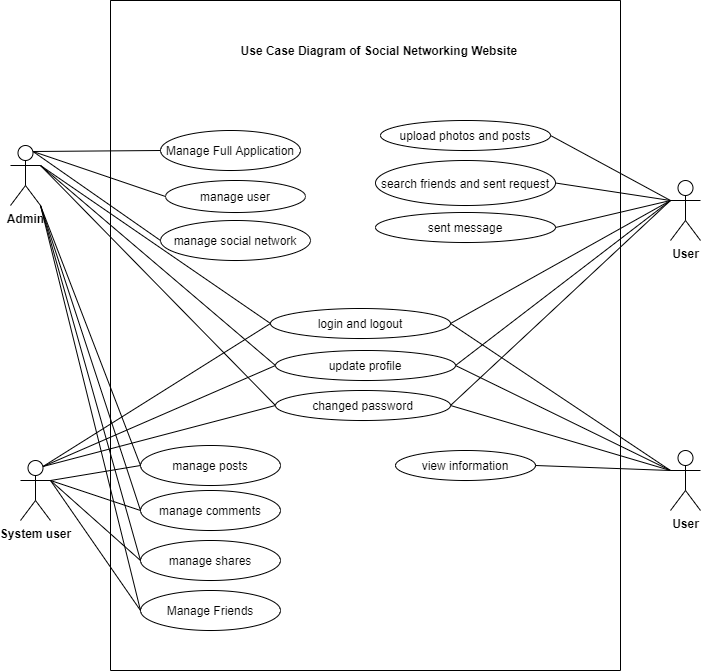 Use Case Diagram of Social Networking Website
upload photos and posts
Manage Full Application
search friends and sent request
manage user
Admin
sent message
manage social network
User
login and logout
update profile
changed password
manage posts
view information
manage comments
System user
User
manage shares
Manage Friends